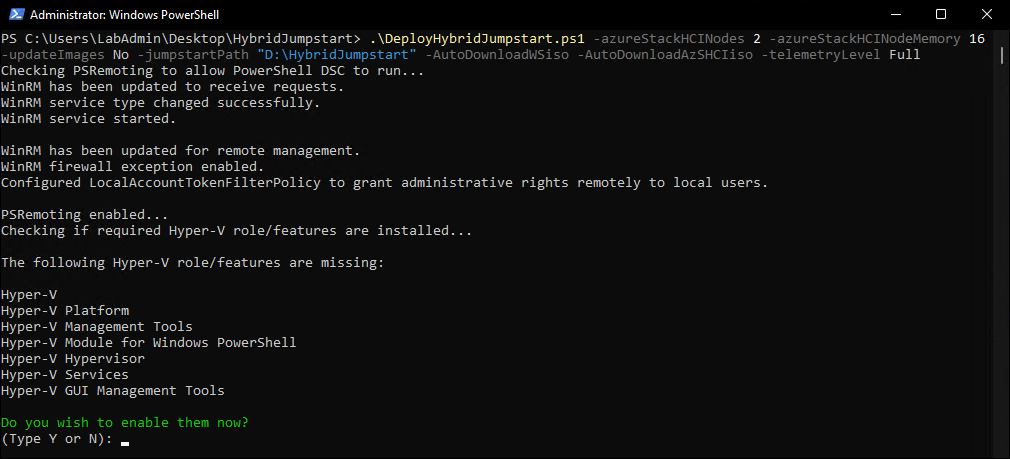 Administrator: Windows PowerShell
PS C:\Users\LabAdmin\Desktop\HybridJumpstart> .\DeployHybridJumpstart.ps1 -azureStackHCINodes 2 -azureStackHCINodeMemory 16
-updateImages No -jumpstartPath "D:\HybridJumpstart" -AutoDownloadWSiso -AutoDownloadAzSHCIiso -telemetryLevel Full
Checking PSRemoting to allow PowerShell DSC to run...
WinRM has been updated to receive requests.
WinRM service type changed successfully.
WinRM service started.
WinRM has been updated for remote management.
WinRM firewall exception enabled.
Configured LocalAccountTokenFilterPolicy to grant administrative rights remotely to local users.
PSRemoting enabled...
Checking if required Hyper-V role/features are installed...
The following Hyper-V role/features are missing:
Hyper-V
Hyper-V Platform
Hyper-V Management Tools
Hyper-V Module for Windows PowerShell
Hyper-V Hypervisor
Hyper-V Services
Hyper-V GUI Management Tools
Do you wish to enable them now?
(Type Y or N):